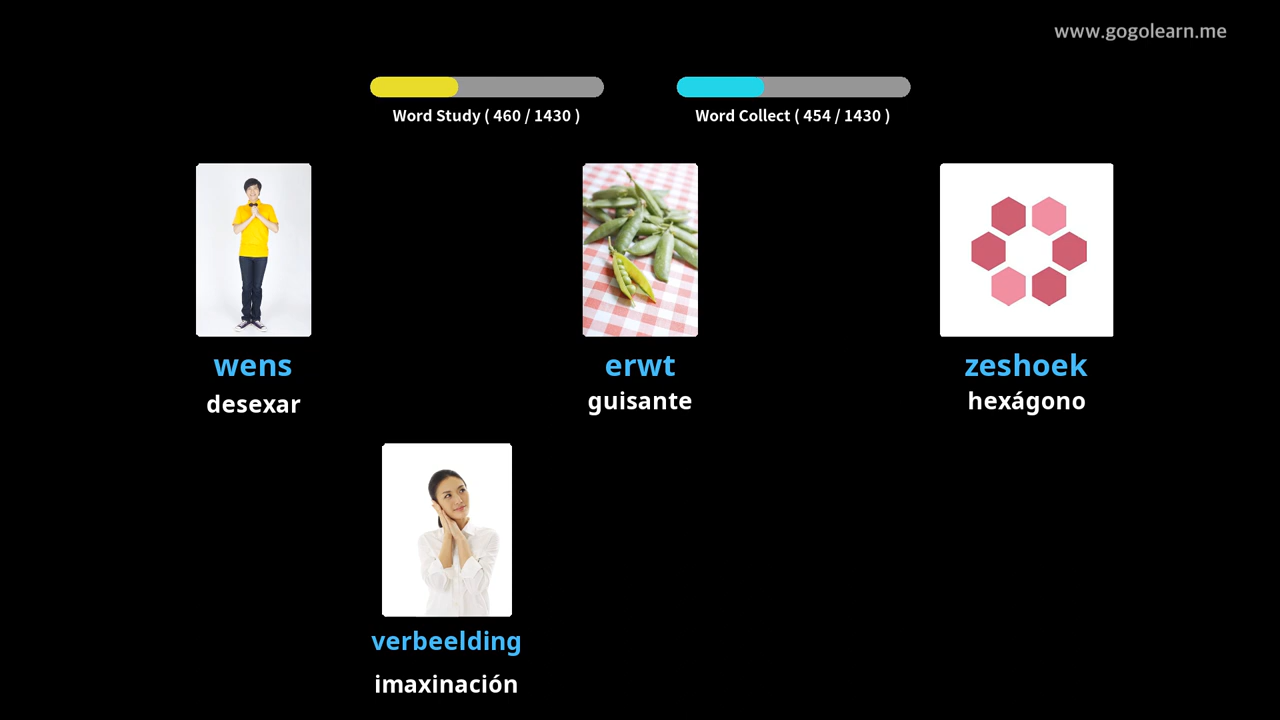 www.gogolearn.me
Word Study ( 460 / 1430 )
Word Collect ( 454 / 1430 )
wens
desexar
erwt
guisante
zeshoek
hexágono
verbeelding
imaxinación